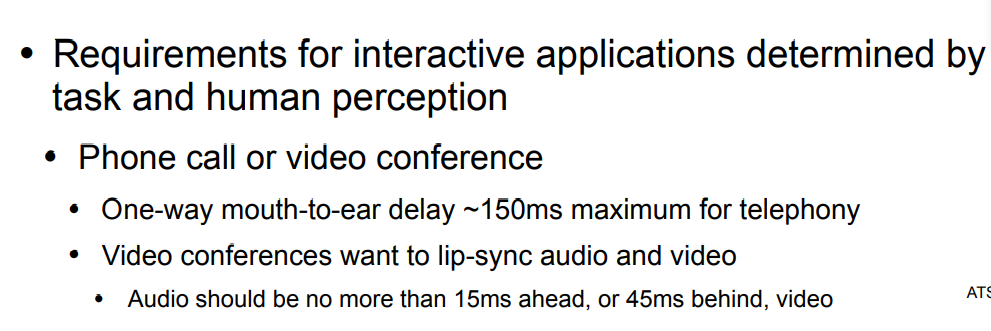 • Requirements for interactive applications determined by
task and human perception
• Phone call or video conference
• One-way mouth-to-ear delay ~150ms maximum for telephony
• Video conferences want to lip-sync audio and video
• Audio should be no more than 15ms ahead, or 45ms behind, video
ATS